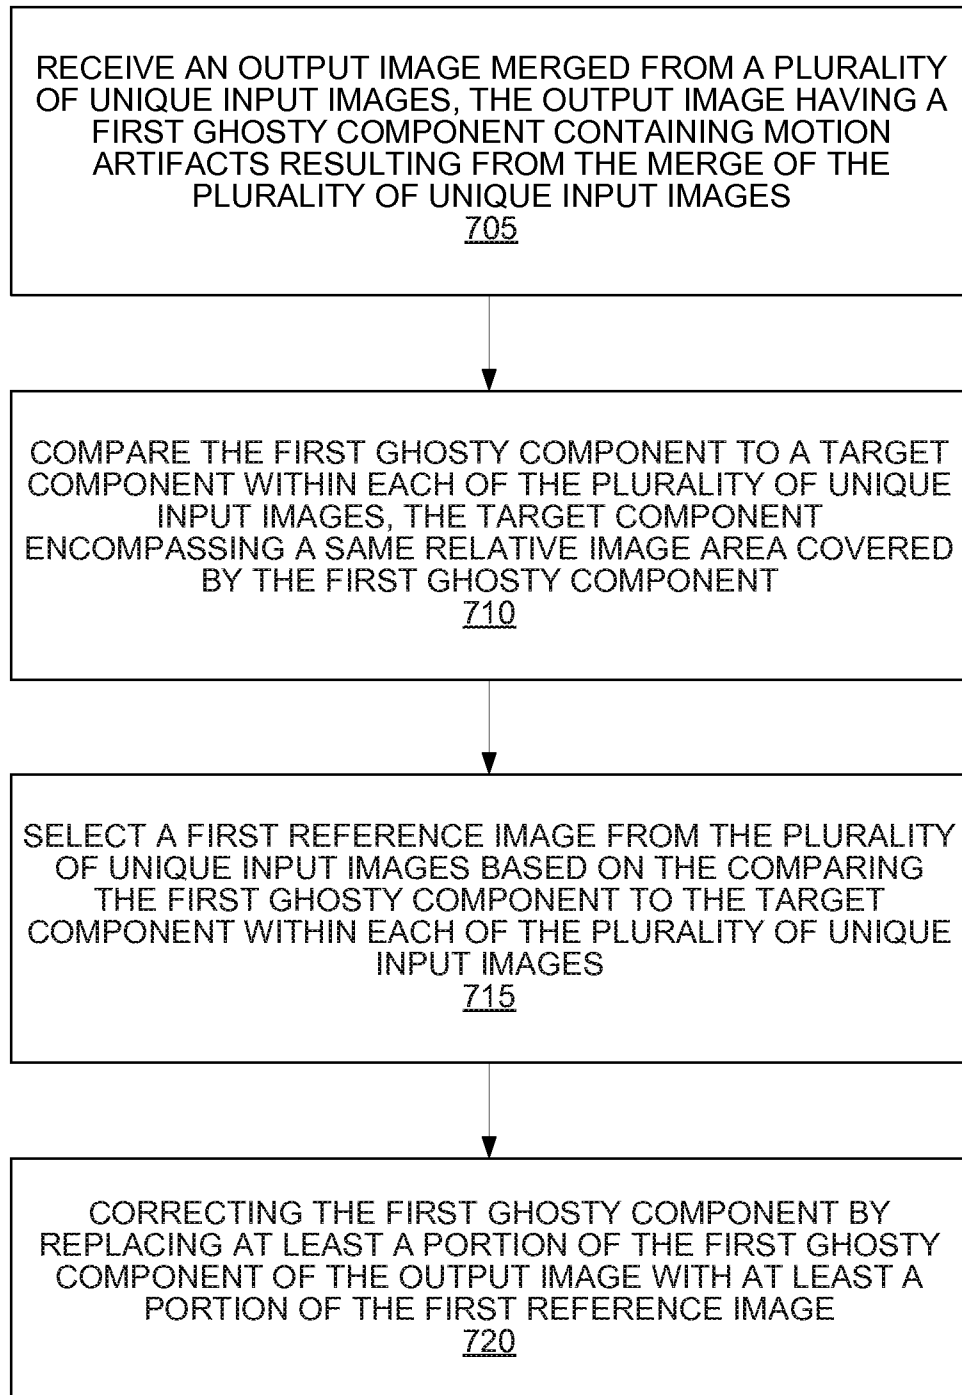 RECEIVE AN OUTPUT IMAGE MERGED FROM A PLURALITY
OF UNIQUE INPUT IMAGES, THE OUTPUT IMAGE HAVING A
FIRST GHOSTY COMPONENT CONTAINING MOTION
ARTIFACTS RESULTING FROM THE MERGE OF THE
PLURALITY OF UNIQUE INPUT IMAGES
705
COMPARE THE FIRST GHOSTY COMPONENT TO A TARGET
COMPONENT WITHIN EACH OF THE PLURALITY OF UNIQUE
INPUT IMAGES, THE TARGET COMPONENT
ENCOMPASSING A SAME RELATIVE IMAGE AREA COVERED
BY THE FIRST GHOSTY COMPONENT
710
SELECT A FIRST REFERENCE IMAGE FROM THE PLURALITY
OF UNIQUE INPUT IMAGES BASED ON THE COMPARING
THE FIRST GHOSTY COMPONENT TO THE TARGET
COMPONENT WITHIN EACH OF THE PLURALITY OF UNIQUE
INPUT IMAGES
715
CORRECTING THE FIRST GHOSTY COMPONENT BY
REPLACING AT LEAST A PORTION OF THE FIRST GHOSTY
COMPONENT OF THE OUTPUT IMAGE WITH AT LEAST A
PORTION OF THE FIRST REFERENCE IMAGE
720